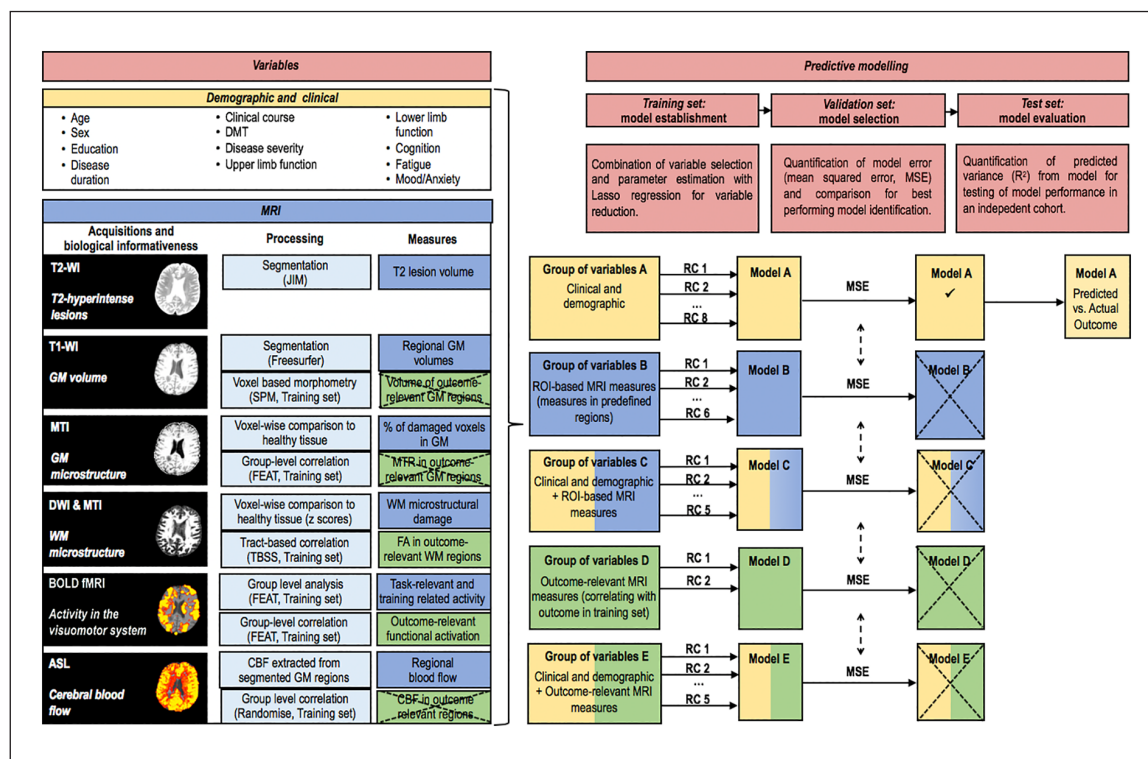 Variables
Demographic and clinical
• Age
• Sex
• Education
• Disease
duration
• Clinical course
• DMT
• Disease severity
• Upper limb function
• Lower limb
function
• Cognition
• Fatigue
• Mood/Anxiety
MRI
Acquisitions and
biological informativeness
Processing
Measures
T2-WI
T2-hyperintense
lesions
Segmentation
(JIM)
T2 lesion volume
T1-WI
GM volume
Segmentation
(Freesurfer)
Regional GM
volumes
Voxel based morphometry
(SPM, Training set)
Volume of outcome-
relevant GM regions
MTI
GM
microstructure
Voxel-wise comparison to
healthy tissue
% of damaged voxels
in GM
Group-level correlation
(FEAT, Training set)
MTR in outcome-
relevant GM regions
DWI & MTI
WM
microstructure
Voxel-wise comparison to
healthy tissue (z scores)
WM microstructural
damage
Tract-based correlation
(TBSS, Training set)
FA in outcome-
relevant WM regions
BOLD fMRI
Activity in the
visuomotor system
Group level analysis
(FEAT, Training set)
Task-relevant and
training related activity
Group-level correlation
(FEAT, Training set)
Outcome-relevant
functional activation
ASL
Cerebral blood
flow
CBF extracted from
segmented GM regions
Regional
blood flow
Group level correlation
(Randomise, Training set)
CBF in outcome
relevant regions
Predictive modelling
Training set:
model establishment
Validation set:
model selection
Test set:
model evaluation
Combination of variable selection
and parameter estimation with
Lasso regression for variable
reduction.
Quantification of model error
(mean squared error, MSE)
and comparison for best
performing model identification.
Quantification of predicted
variance (R²) from model for
testing of model performance in
an indepedent cohort.
Group of variables A
Clinical and
demographic
RC 1
RC 2
...
RC 8
Model A
MSE
Model A
✓
Model A
Predicted
vs. Actual
Outcome
Group of variables B
ROI-based MRI measures
(measures in predefined
regions)
RC 1
RC 2
...
RC 6
Model B
MSE
Model B
Group of variables C
Clinical and demographic
+ ROI-based MRI
measures
RC 1
RC 2
...
RC 5
Model C
MSE
Model C
Group of variables D
Outcome-relevant MRI
measures (correlating with
outcome in training set)
RC 1
RC 2
Model D
MSE
Model D
Group of variables E
Clinical and demographic
+ Outcome-relevant MRI
measures
RC 1
RC 2
...
RC 5
Model E
MSE
Model E